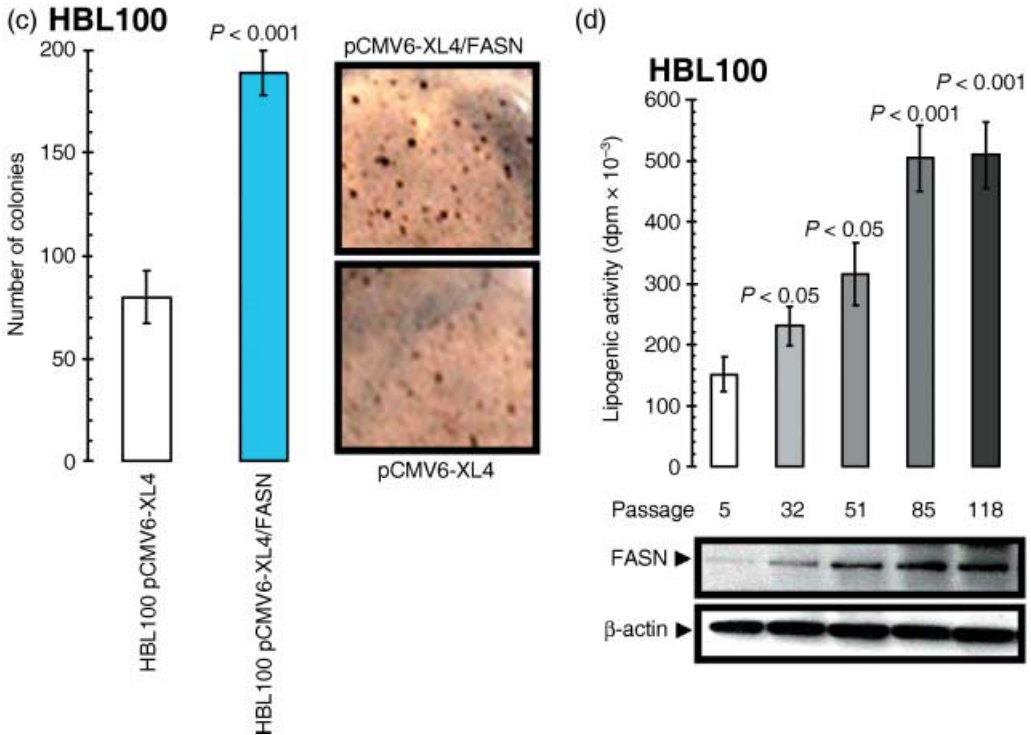 (c) HBL100
P < 0.001
200
150
100
50
0
Number of colonies
HBL100 pCMV6-XL4
HBL100 pCMV6-XL4/FASN
pCMV6-XL4/FASN
pCMV6-XL4
(d)
HBL100
600
500
400
300
200
100
0
Lipogenic activity (dpm × 10⁻³)
P < 0.05
P < 0.05
P < 0.001
P < 0.001
Passage 5 32 51 85 118
FASN ►
β-actin ►